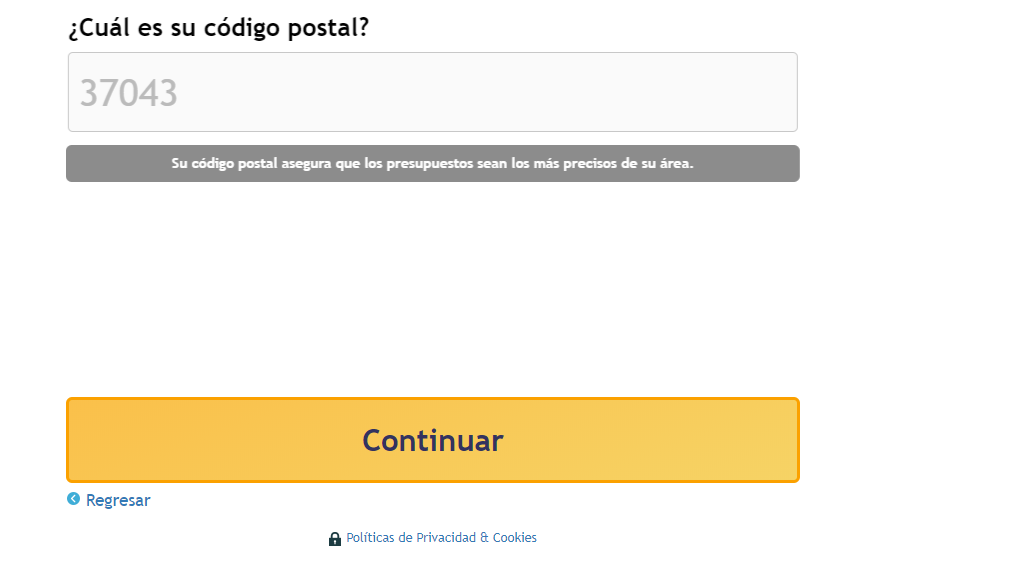 ¿Cuál es su código postal?
37043
Su código postal asegura que los presupuestos sean los más precisos de su área.
Continuar
Regresar
Políticas de Privacidad & Cookies